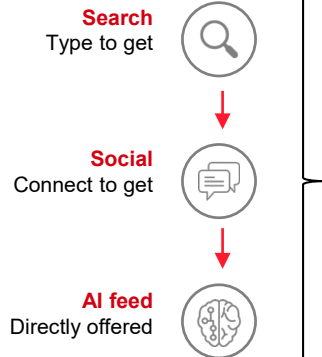 Search
Type to get
Social
Connect to get
AI feed
Directly offered